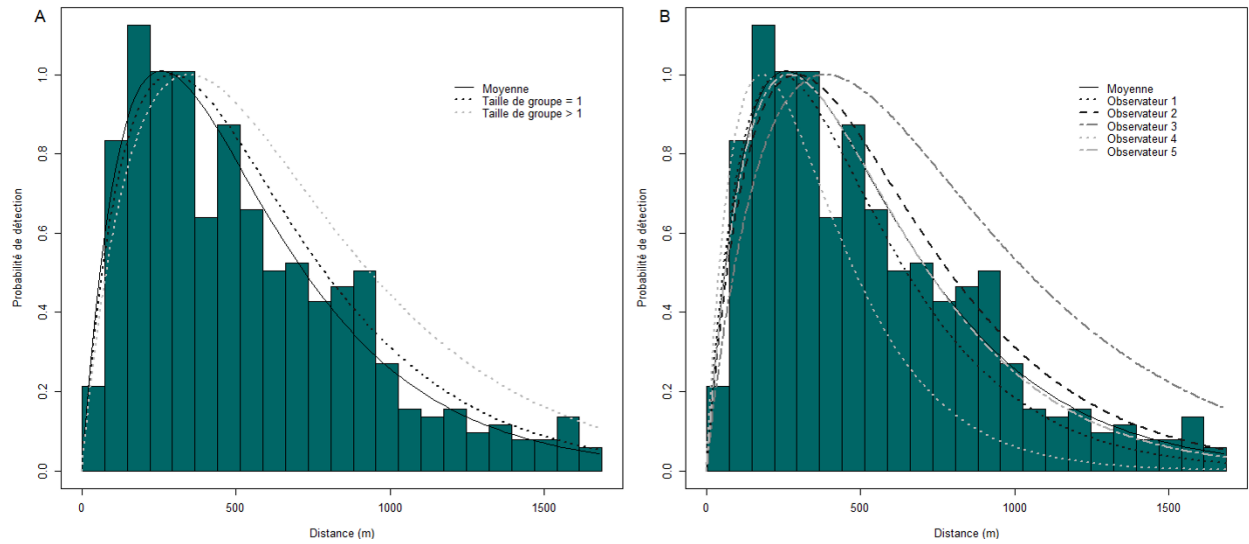 A
Probabilité de détection
1.0
0.8
0.6
0.4
0.2
0.0
Moyenne
Taille de groupe = 1
Taille de groupe > 1
0
500
1000
1500
Distance (m)
B
Probabilité de détection
1.0
0.8
0.6
0.4
0.2
0.0
Moyenne
Observateur 1
Observateur 2
Observateur 3
Observateur 4
Observateur 5
0
500
1000
1500
Distance (m)